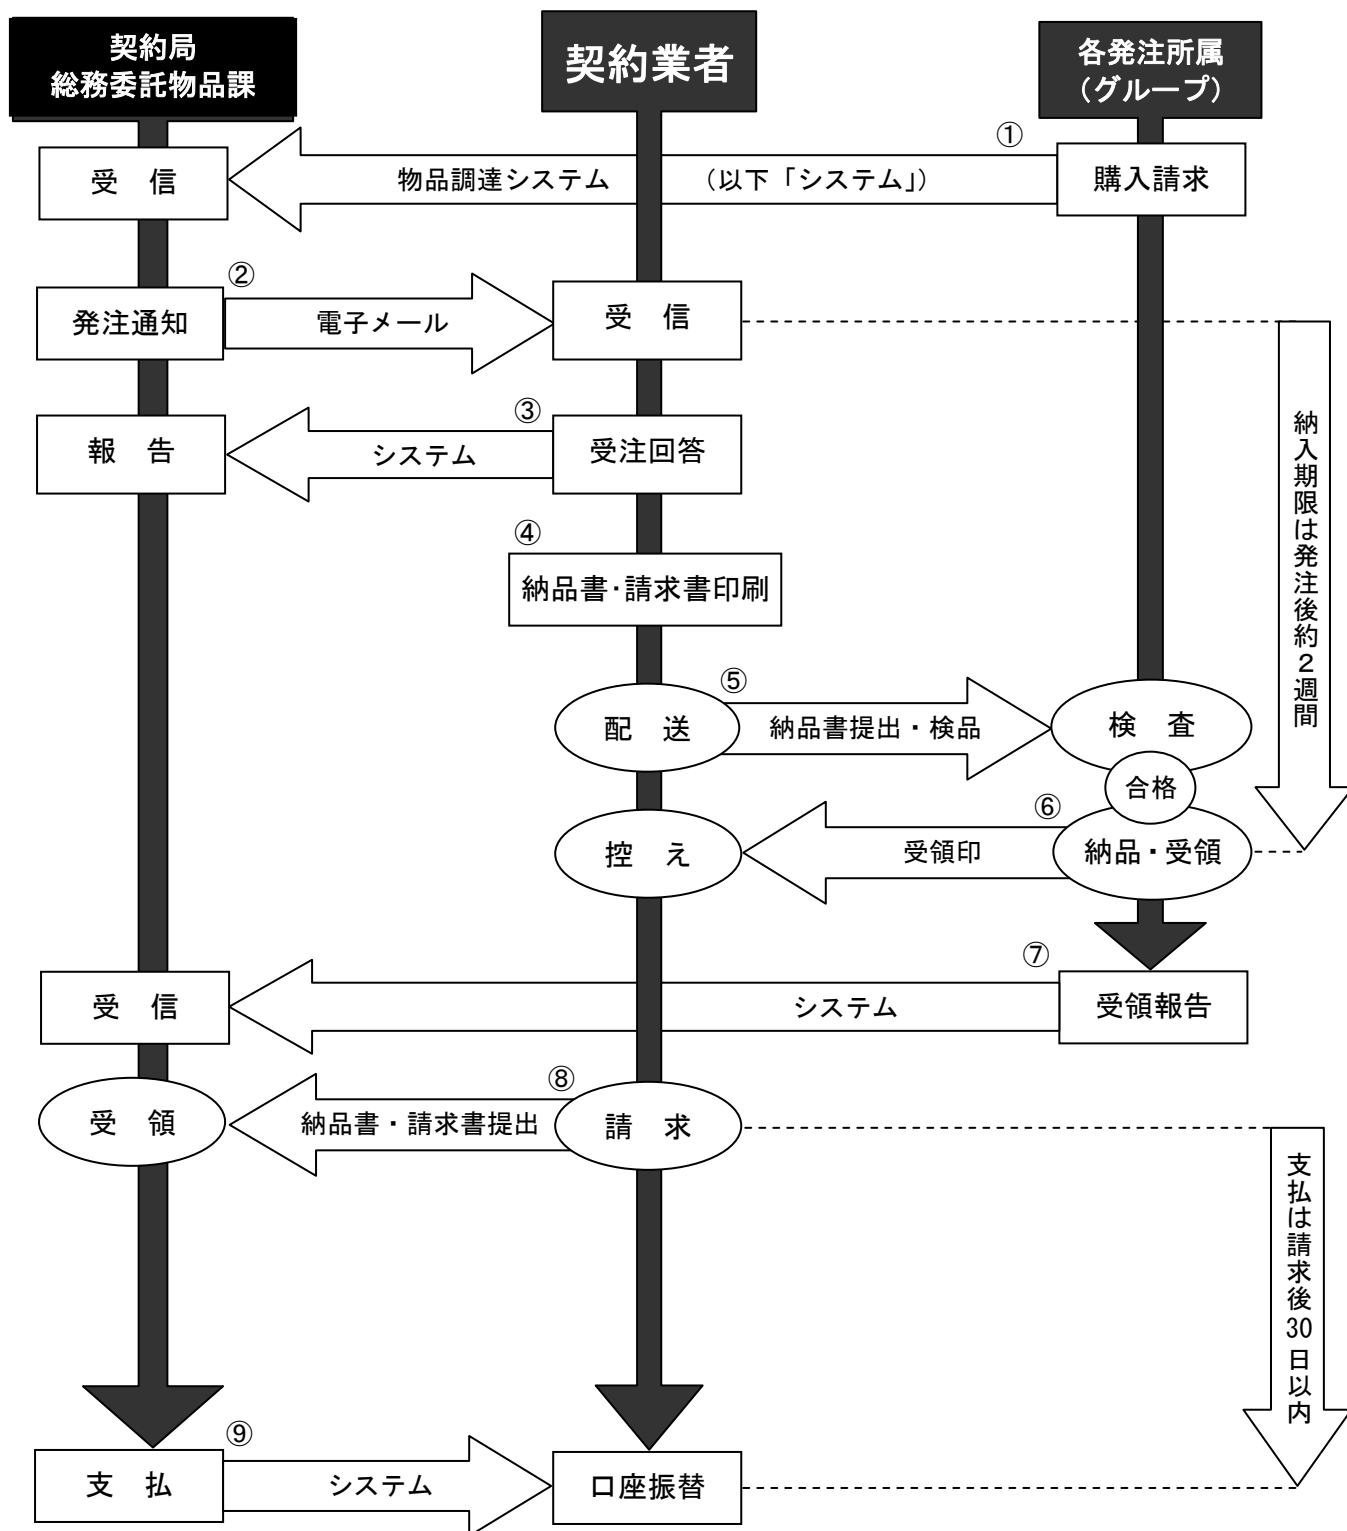 契約局
総務委託物品課
契約業者
各発注所属
（グループ）
①
受　信
物品調達システム　（以下「システム」）
購入請求
②
発注通知
電子メール
受　信
③
報　告
システム
受注回答
④
納品書・請求書印刷
納入期限は発注後約２週間
⑤
配　送
納品書提出・検品
検　査
合格
⑥
控　え
受領印
納品・受領
⑦
受　信
システム
受領報告
⑧
受　領
納品書・請求書提出
請　求
支払は請求後30日以内
⑨
支　払
システム
口座振替